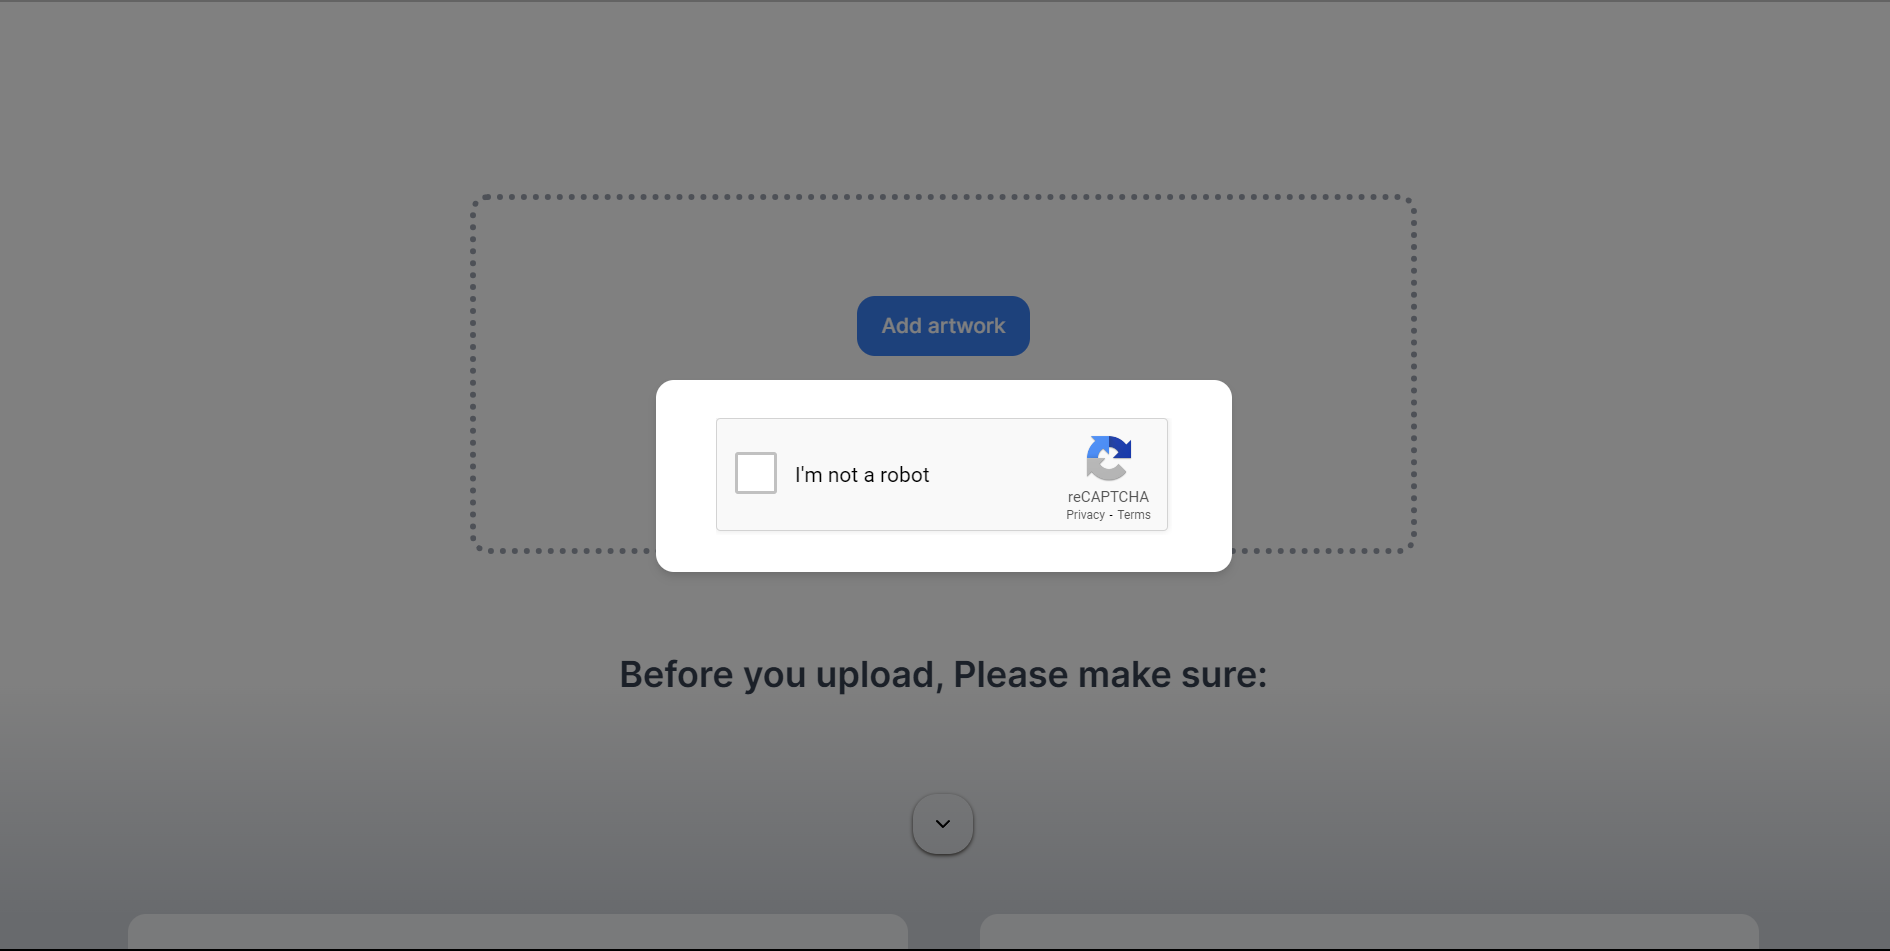 Add artwork
I'm not a robot
reCAPTCHA
Privacy - Terms
Before you upload, Please make sure: